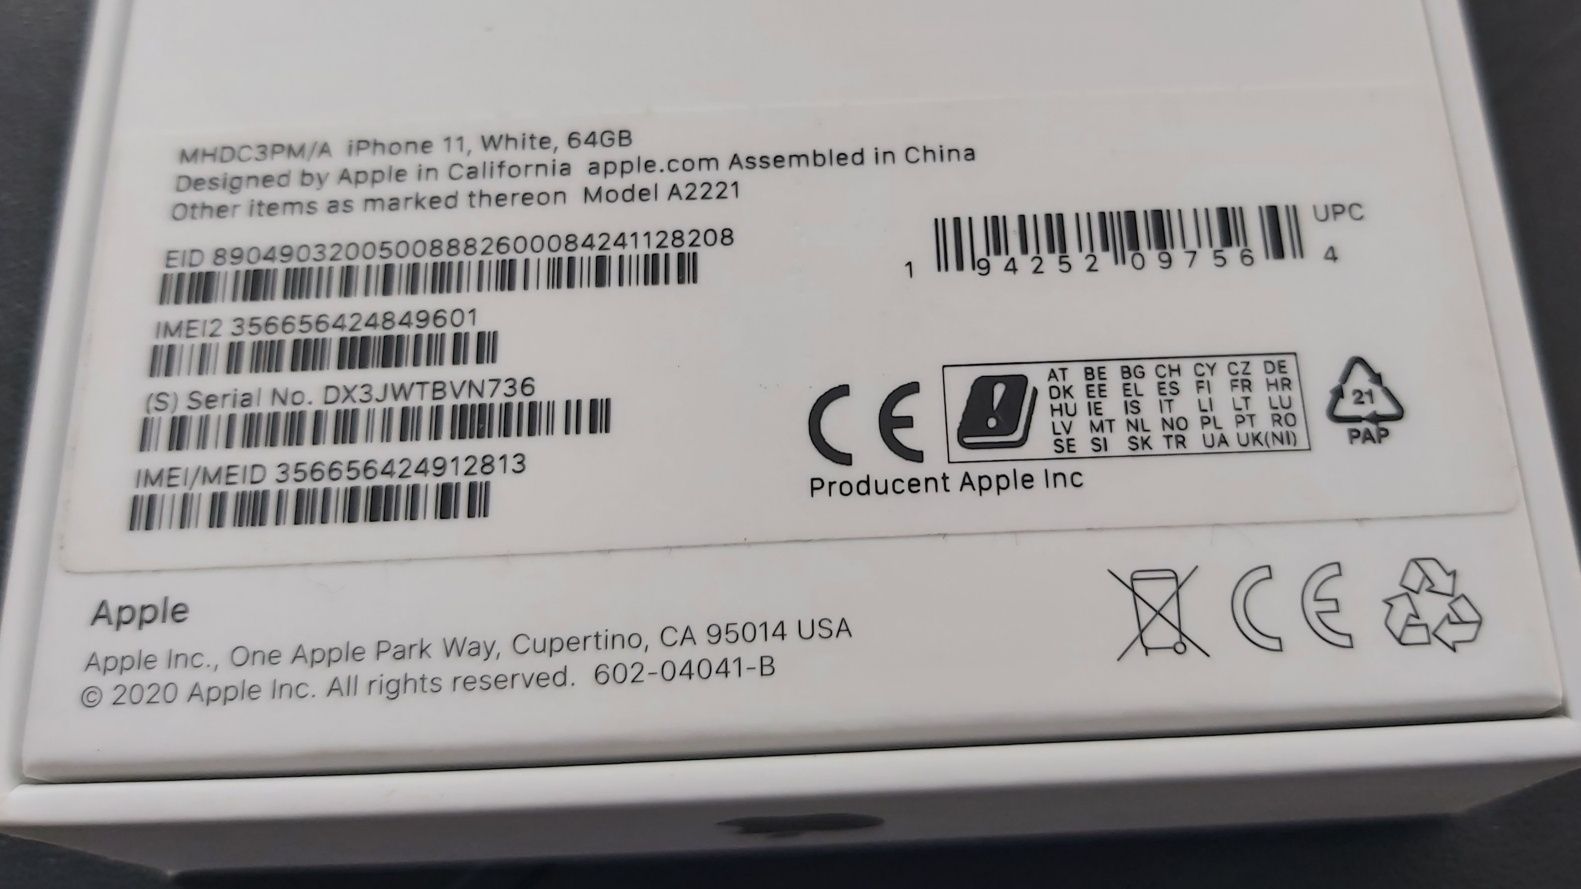 MHDC3PM/A iPhone 11, White, 64GB
Designed by Apple in California apple.com Assembled in China
Other items as marked thereon Model A2221
EID 89049032005008882600084241128208
IMEI2 356656424849601
(S) Serial No. DX3JWTBVN736
IMEI/MEID 356656424912813
UPC
1 94252 09756 4
CE
AT BE BG CH CY CZ DE
DK EE EL ES FI FR HR
HU IE IS IT LI LT LU
LV MT NL NO PL PT RO
SE SI SK TR UA UK(NI)
21
PAP
Producent Apple Inc
Apple
Apple Inc., One Apple Park Way, Cupertino, CA 95014 USA
© 2020 Apple Inc. All rights reserved. 602-04041-B
CE